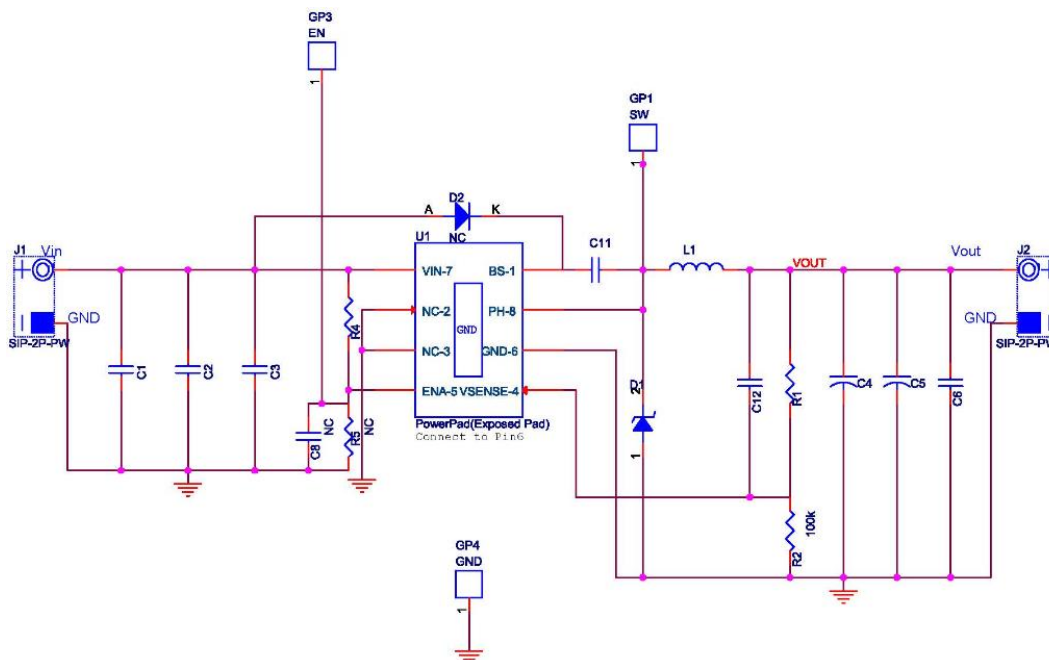 GP3
EN
1
GP1
SW
1
D2
A
K
NC
U1
J1
Vin
GND
SIP-2P-PW
VIN-7
BS-1
NC-2
PH-8
NC-3
GND-6
ENA-5
VSENSE-4
GND
PowerPad(Exposed Pad)
Connect to Pin6
C11
L1
VOUT
Vout
J2
GND
SIP-2P-PW
C1
C2
C3
R4
C8
NC
R5
NC
D1
2
1
C12
R1
C4
C5
C6
R2
100k
GP4
GND
1